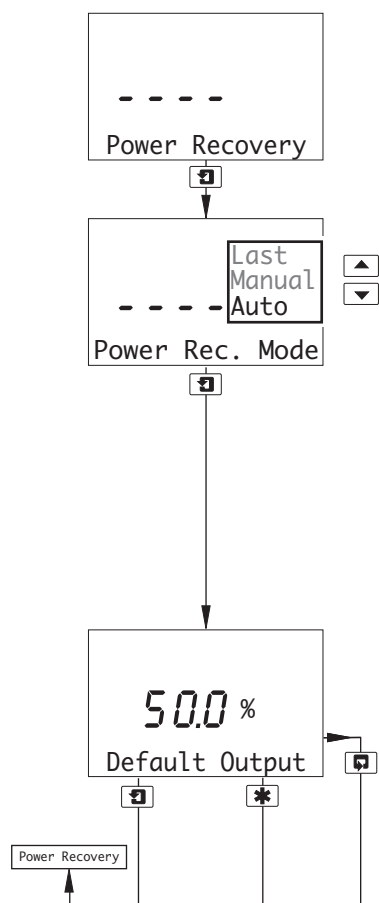 - - - -
Power Recovery
Last
Manual
- - - - Auto
Power Rec. Mode
50.0 %
Default Output
Power Recovery